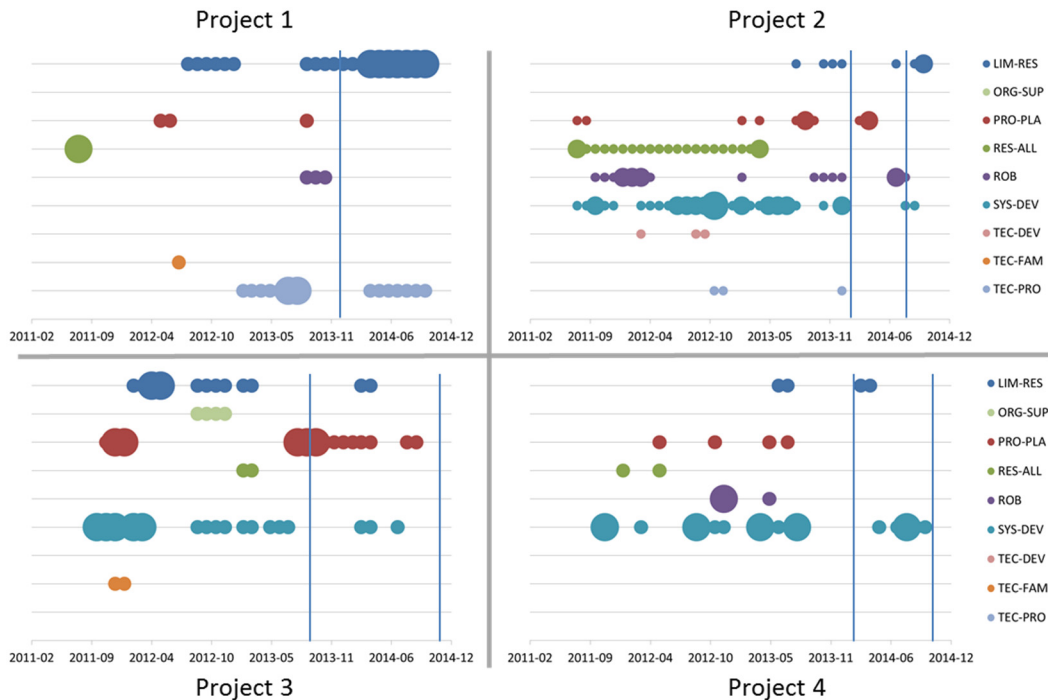 Project 1
Project 2
LIM-RES
ORG-SUP
PRO-PLA
RES-ALL
ROB
SYS-DEV
TEC-DEV
TEC-FAM
TEC-PRO
2011-02 2011-09 2012-04 2012-10 2013-05 2013-11 2014-06 2014-12
2011-02 2011-09 2012-04 2012-10 2013-05 2013-11 2014-06 2014-12
LIM-RES
ORG-SUP
PRO-PLA
RES-ALL
ROB
SYS-DEV
TEC-DEV
TEC-FAM
TEC-PRO
2011-02 2011-09 2012-04 2012-10 2013-05 2013-11 2014-06 2014-12
2011-02 2011-09 2012-04 2012-10 2013-05 2013-11 2014-06 2014-12
Project 3
Project 4